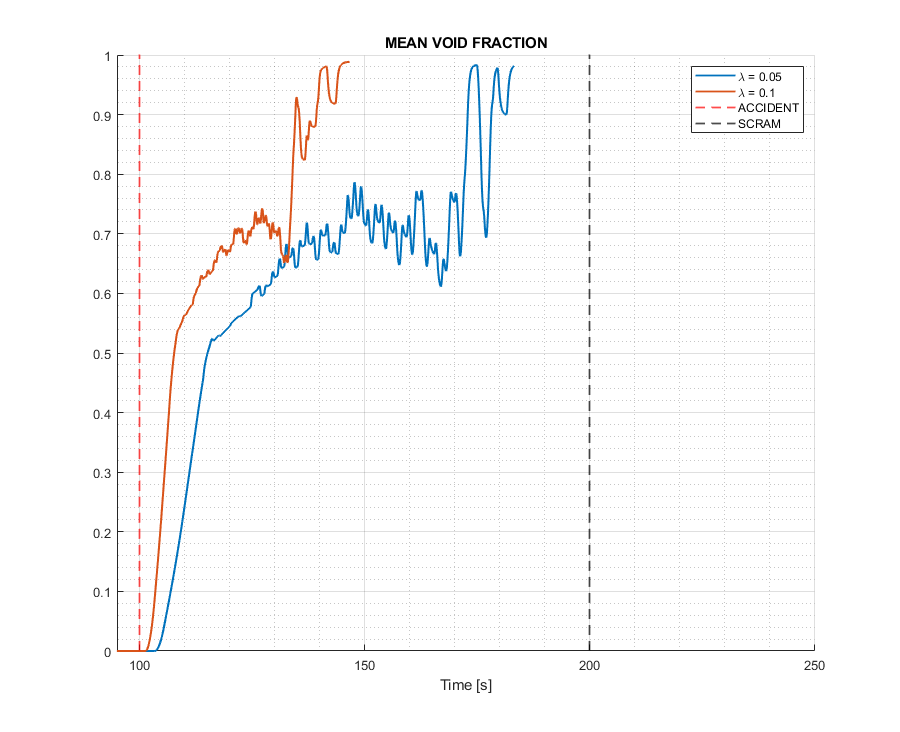 MEAN VOID FRACTION
1
0.9
0.8
0.7
0.6
0.5
0.4
0.3
0.2
0.1
0
100
150
200
250
Time [s]
λ = 0.05
λ = 0.1
ACCIDENT
SCRAM